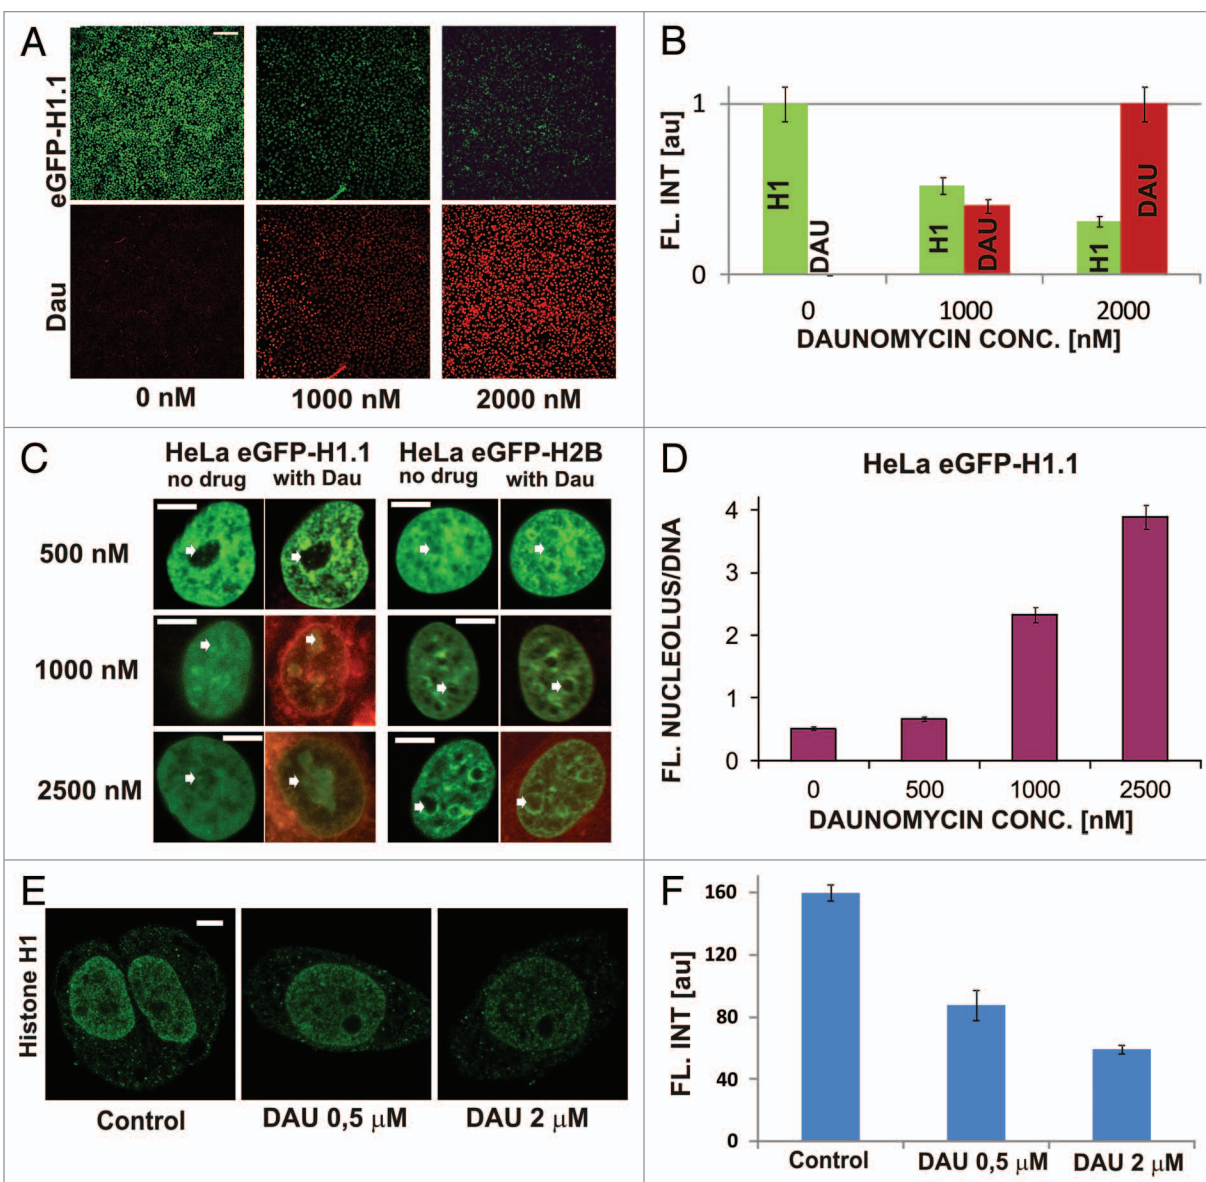 A
eGFP-H1.1
Dau
0 nM
1000 nM
2000 nM
B
FL. INT [au]
1
0
H1
DAU
H1
DAU
H1
DAU
0
1000
2000
DAUNOMYCIN CONC. [nM]
C
HeLa eGFP-H1.1
HeLa eGFP-H2B
no drug
with Dau
no drug
with Dau
500 nM
1000 nM
2500 nM
D
HeLa eGFP-H1.1
FL. NUCLEOLUS/DNA
4
3
2
1
0
0
500
1000
2500
DAUNOMYCIN CONC. [nM]
E
Histone H1
Control
DAU 0,5 μM
DAU 2 μM
F
FL. INT [au]
160
120
80
40
0
Control
DAU 0,5 μM
DAU 2 μM